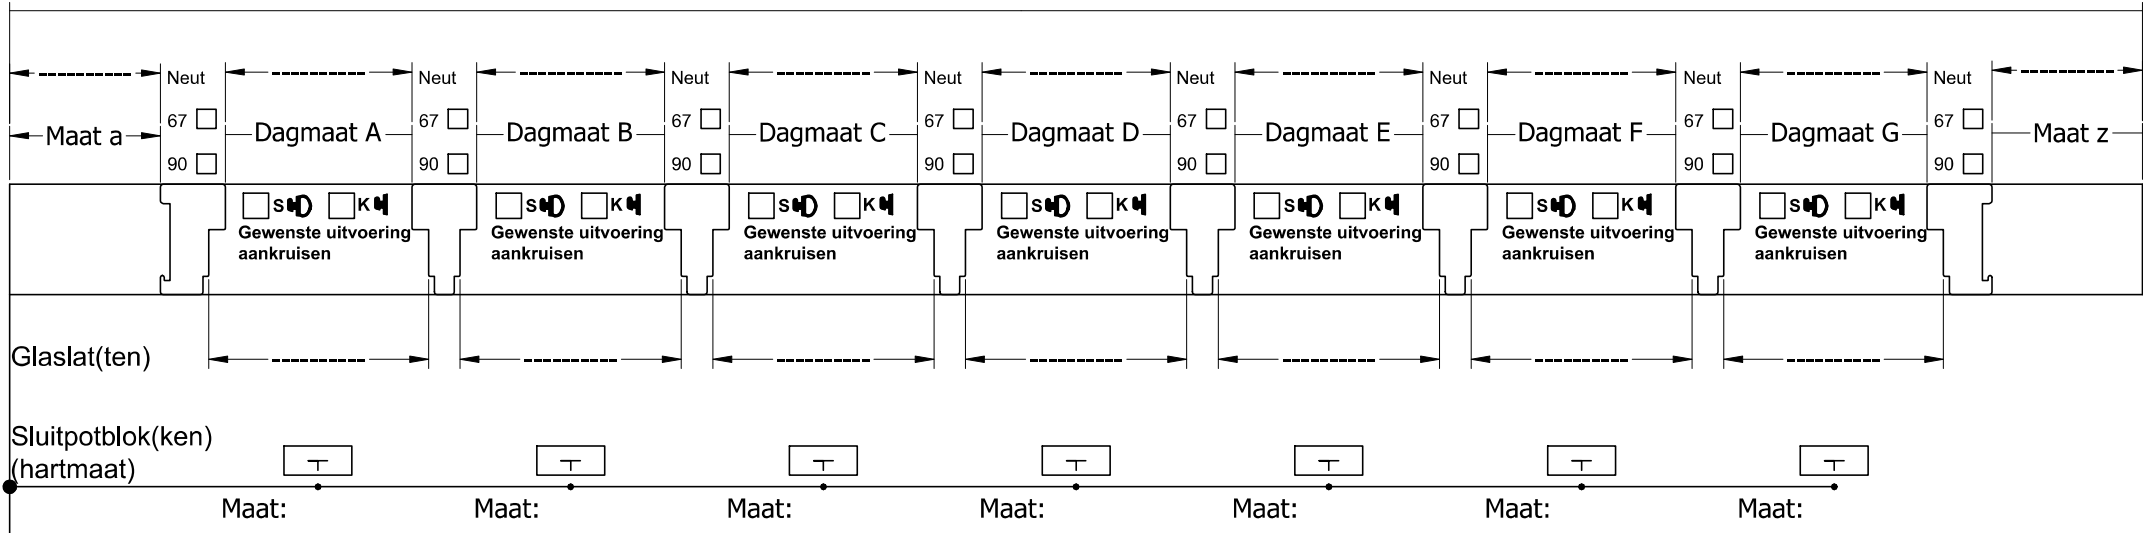 Neut Neut Neut Neut Neut Neut Neut Neut
67 67 67 67 67 67 67 67
Maat a Dagmaat A Dagmaat B Dagmaat C Dagmaat D Dagmaat E Dagmaat F Dagmaat G Maat z
90 90 90 90 90 90 90 90
S K S K S K S K S K S K S K
Gewenste uitvoering Gewenste uitvoering Gewenste uitvoering Gewenste uitvoering Gewenste uitvoering Gewenste uitvoering Gewenste uitvoering
aankruisen aankruisen aankruisen aankruisen aankruisen aankruisen aankruisen
Glaslat(ten)
Sluitpotblok(ken)
(hartmaat)
Maat: Maat: Maat: Maat: Maat: Maat: Maat: